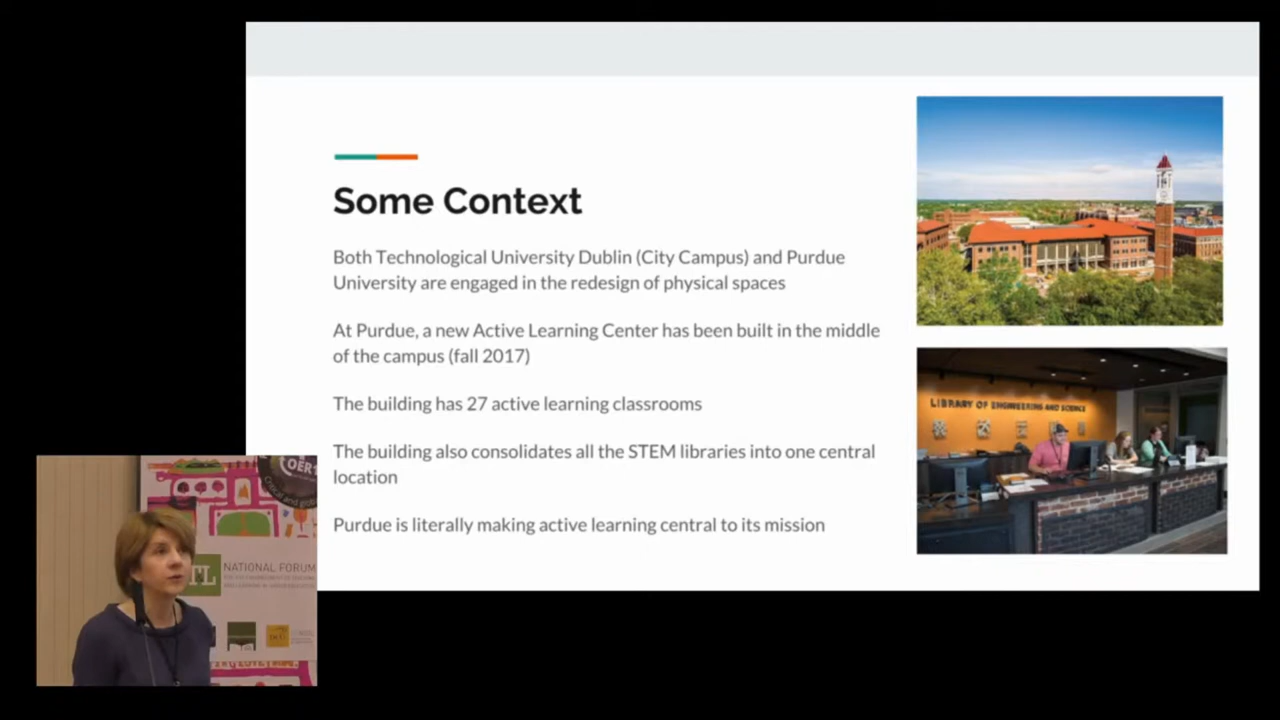 Some Context
Both Technological University Dublin (City Campus) and Purdue
University are engaged in the redesign of physical spaces
At Purdue, a new Active Learning Center has been built in the middle
of the campus (fall 2017)
The building has 27 active learning classrooms
The building also consolidates all the STEM libraries into one central
location
Purdue is literally making active learning central to its mission
LIBRARY OF ENGINEERING AND SCIENCE
OER1
TL
NATIONAL FORUM